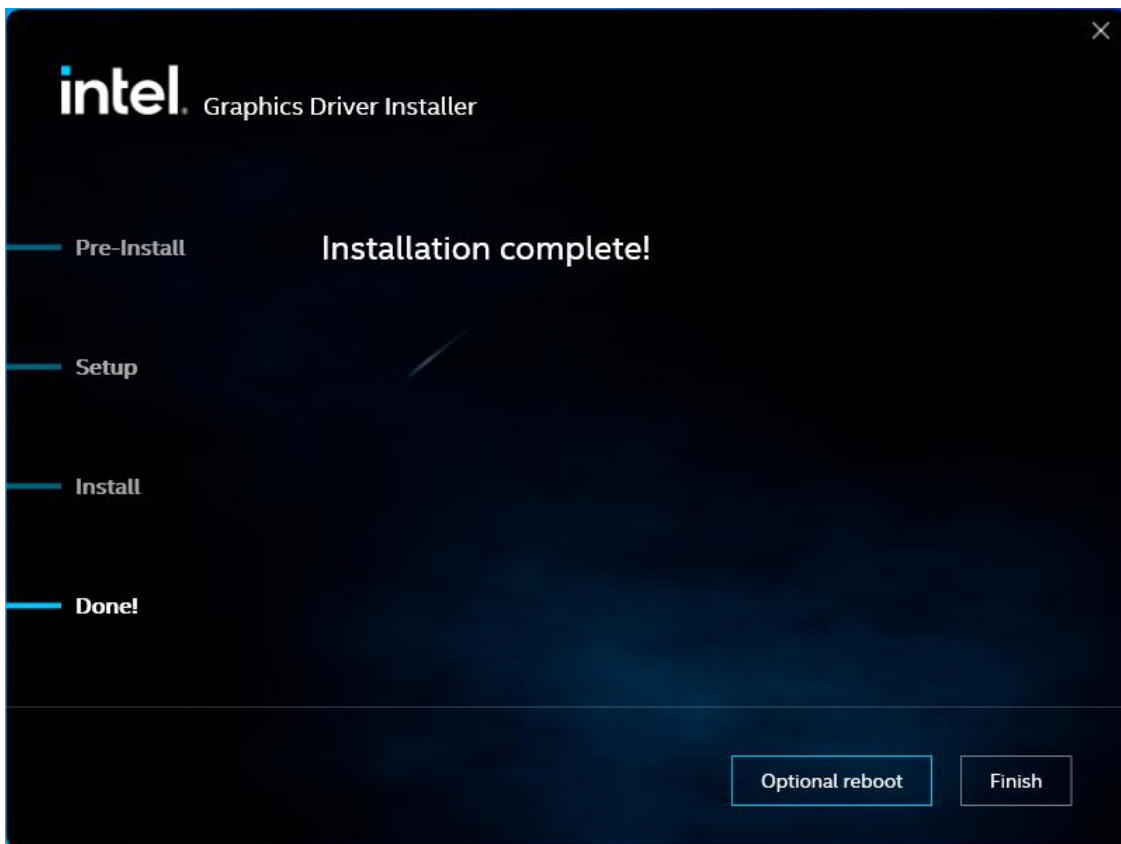 intel. Graphics Driver Installer
Pre-Install
Installation complete!
Setup
Install
Done!
Optional reboot
Finish